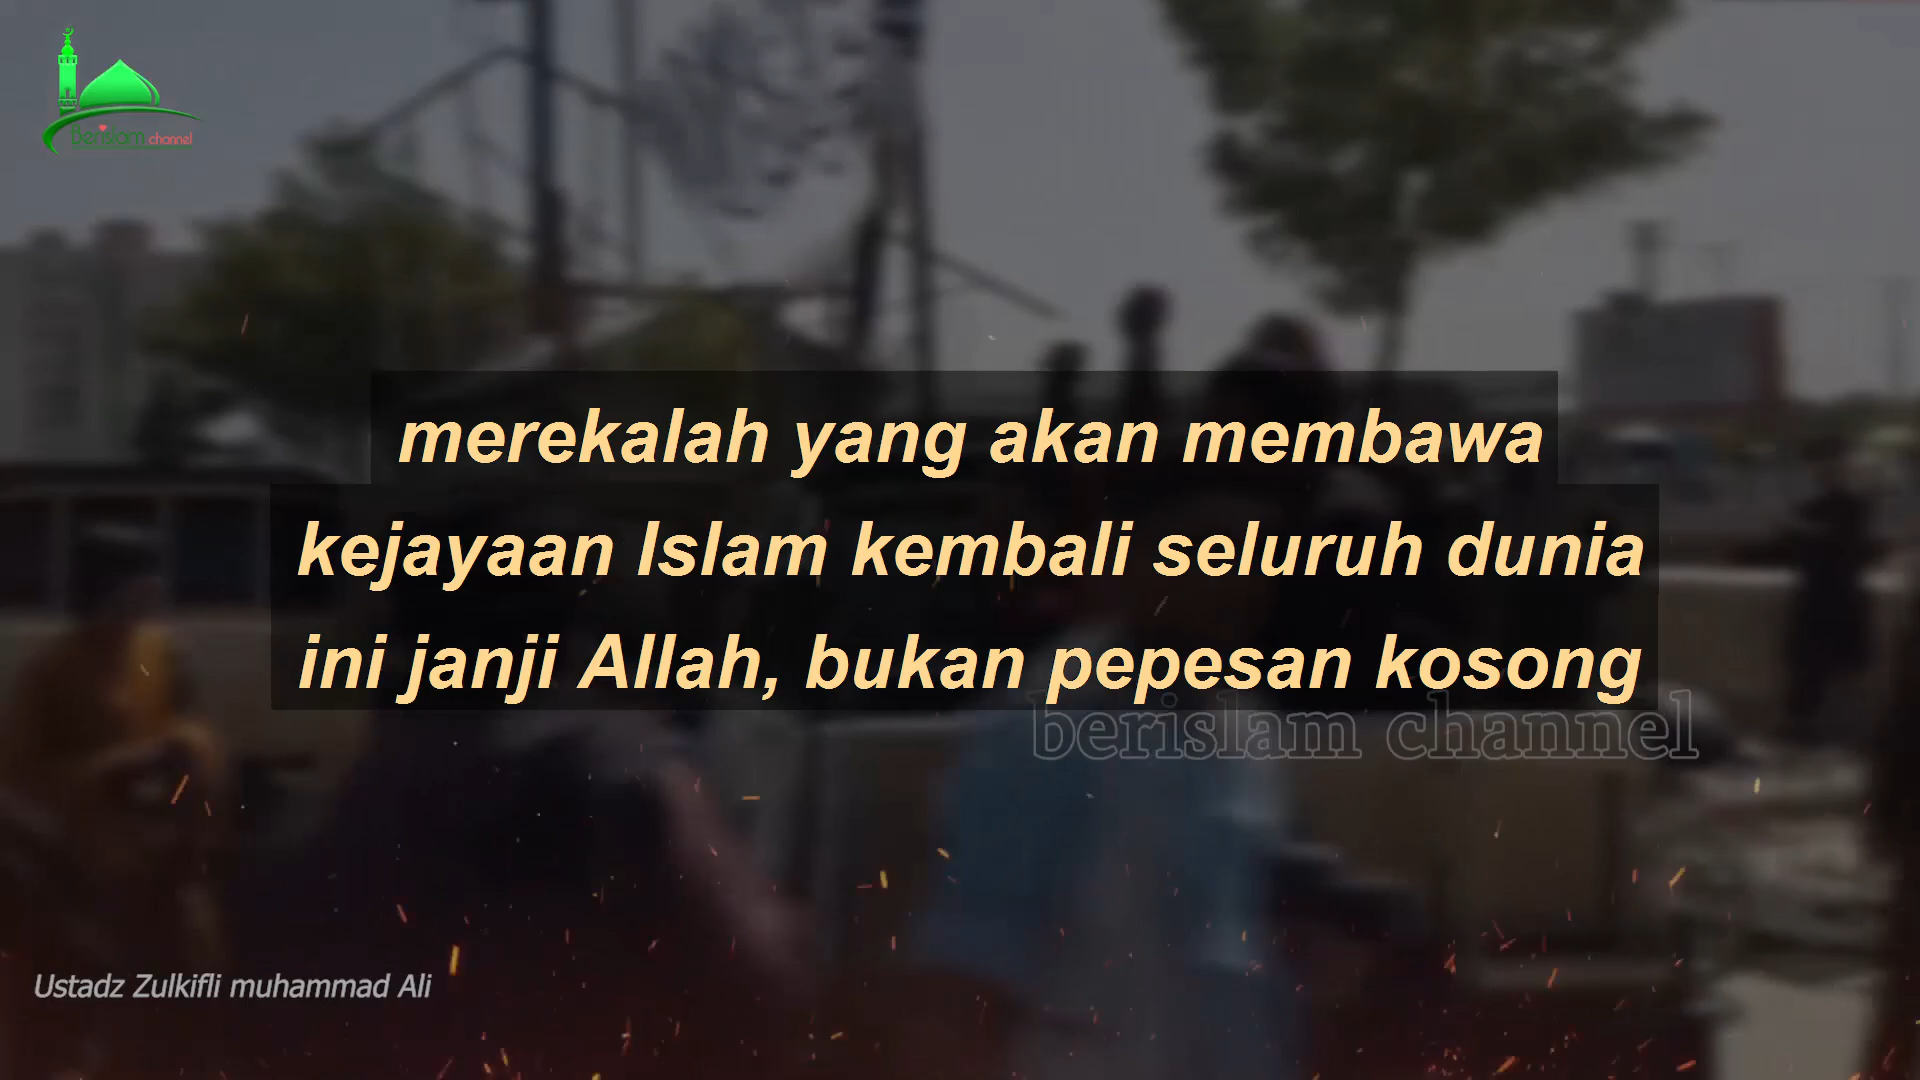 Berislam channel
merekalah yang akan membawa
kejayaan Islam kembali seluruh dunia
ini janji Allah, bukan pepesan kosong
berislam channel
Ustadz Zulkifli muhammad Ali